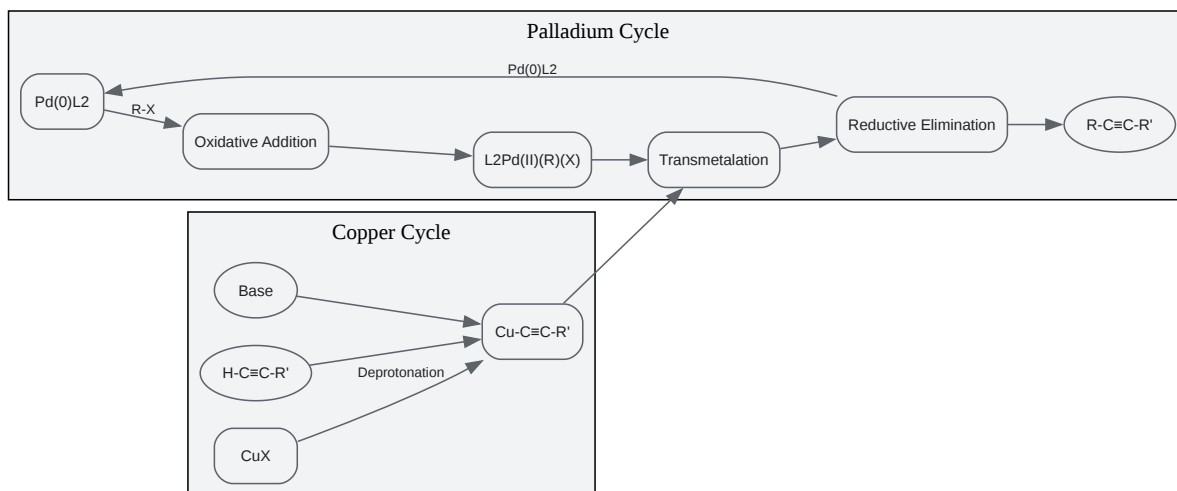 Palladium Cycle
Pd(0)L2
Pd(0)L2
R-X
Oxidative Addition
L2Pd(II)(R)(X)
Transmetalation
Reductive Elimination
R-C≡C-R'
Copper Cycle
Base
Cu-C≡C-R'
H-C≡C-R'
Deprotonation
CuX